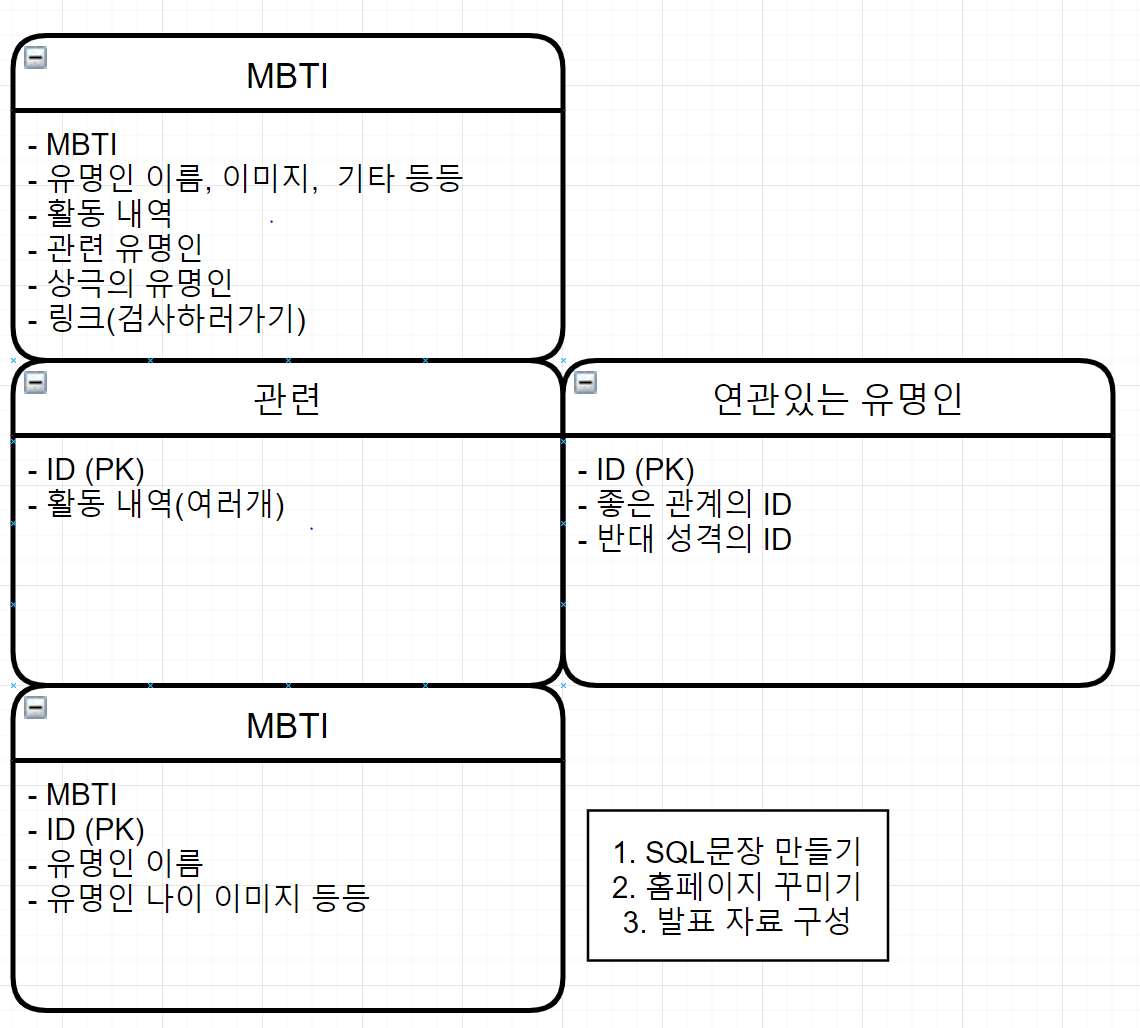 MBTI
- MBTI
- 유명인 이름, 이미지,  기타 등등
- 활동 내역
- 관련 유명인
- 상극의 유명인
- 링크(검사하러가기)
관련
- ID (PK)
- 활동 내역(여러개)
연관있는 유명인
- ID (PK)
- 좋은 관계의 ID
- 반대 성격의 ID
MBTI
- MBTI
- ID (PK)
- 유명인 이름
- 유명인 나이 이미지 등등
1. SQL문장 만들기
2. 홈페이지 꾸미기
3. 발표 자료 구성